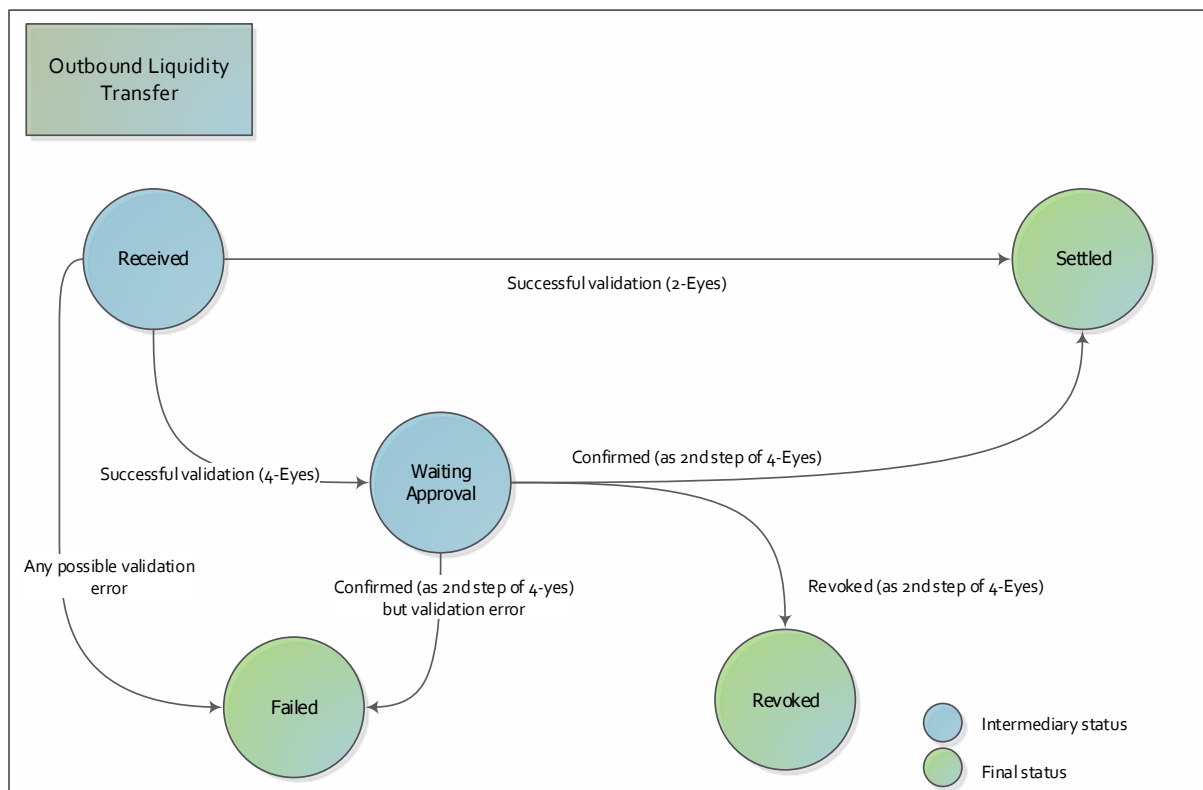 Outbound Liquidity
Transfer
Received
Settled
Successful validation (2-Eyes)
Successful validation (4-Eyes)
Waiting
Approval
Confirmed (as 2nd step of 4-Eyes)
Any possible validation
error
Confirmed (as 2nd step of 4-yes)
but validation error
Revoked (as 2nd step of 4-Eyes)
Failed
Revoked
Intermediary status
Final status